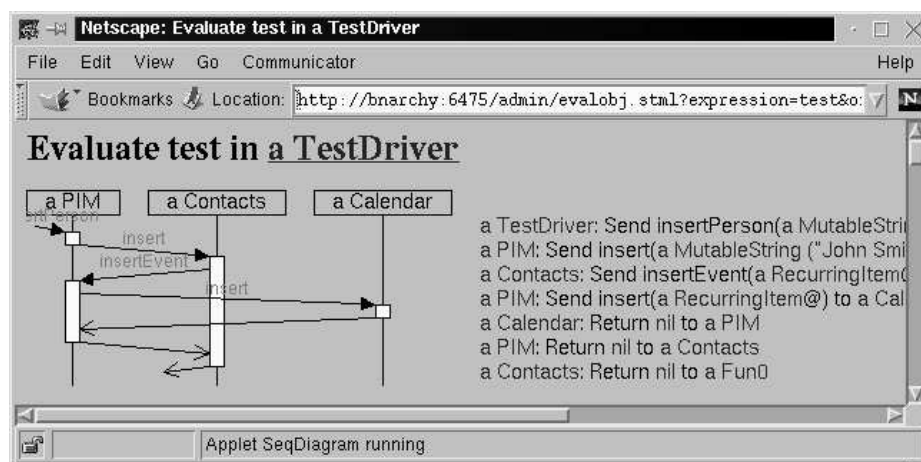 Netscape: Evaluate test in a TestDriver
File Edit View Go Communicator Help
Bookmarks Location: http://bnarchy:6475/admin/evalobj.stml?expression=test&o: N
Evaluate test in a TestDriver
a PIM a Contacts a Calendar
insert
insertEvent
insert
a TestDriver: Send insertPerson(a MutableStri
a PIM: Send insert(a MutableString ("John Smi
a Contacts: Send insertEvent(a RecurringItem@
a PIM: Send insert(a RecurringItem@) to a Cal
a Calendar: Return nil to a PIM
a PIM: Return nil to a Contacts
a Contacts: Return nil to a Fun0
Applet SeqDiagram running